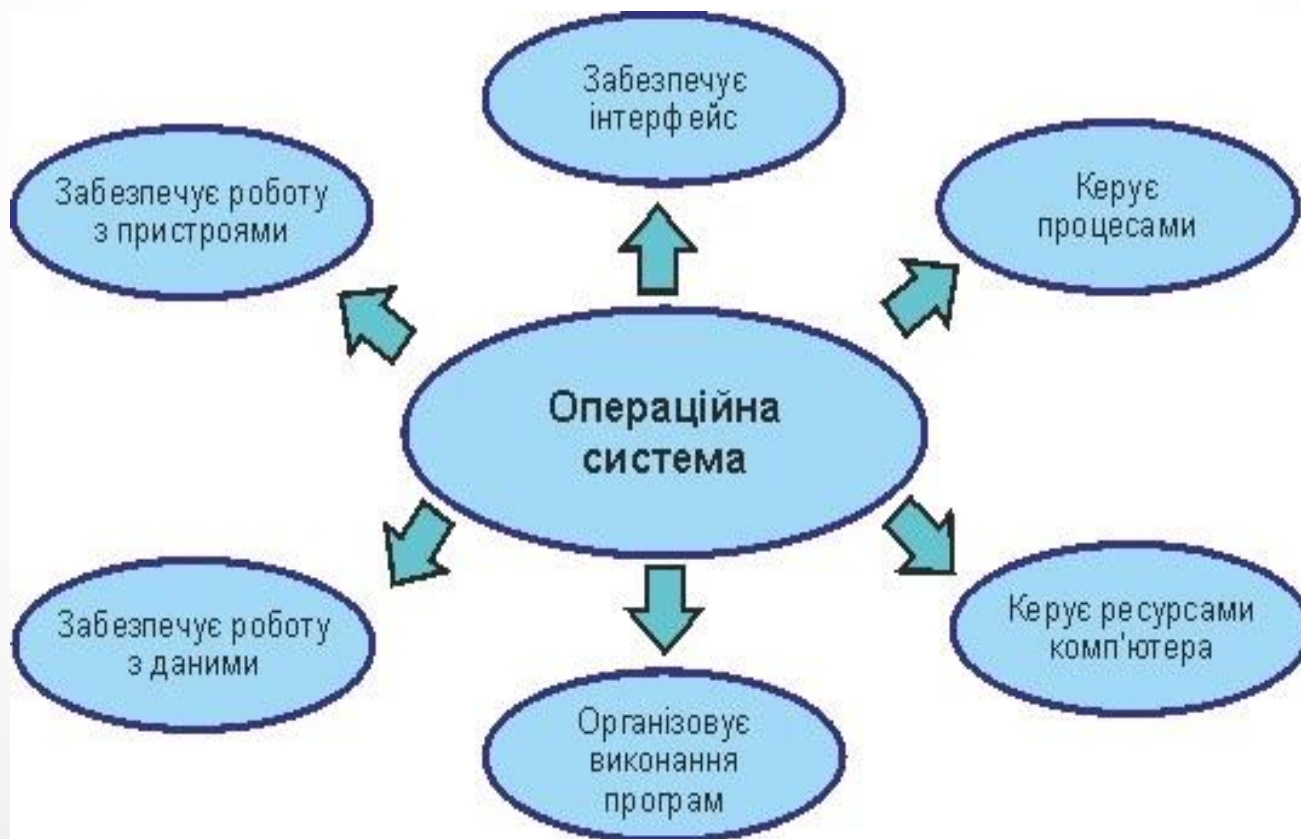 Забезпечує
інтерфейс
Забезпечує роботу
з пристроями
Керує
процесами
Операційна
система
Забезпечує роботу
з даними
Керує ресурсами
комп'ютера
Організовує
виконання
програм